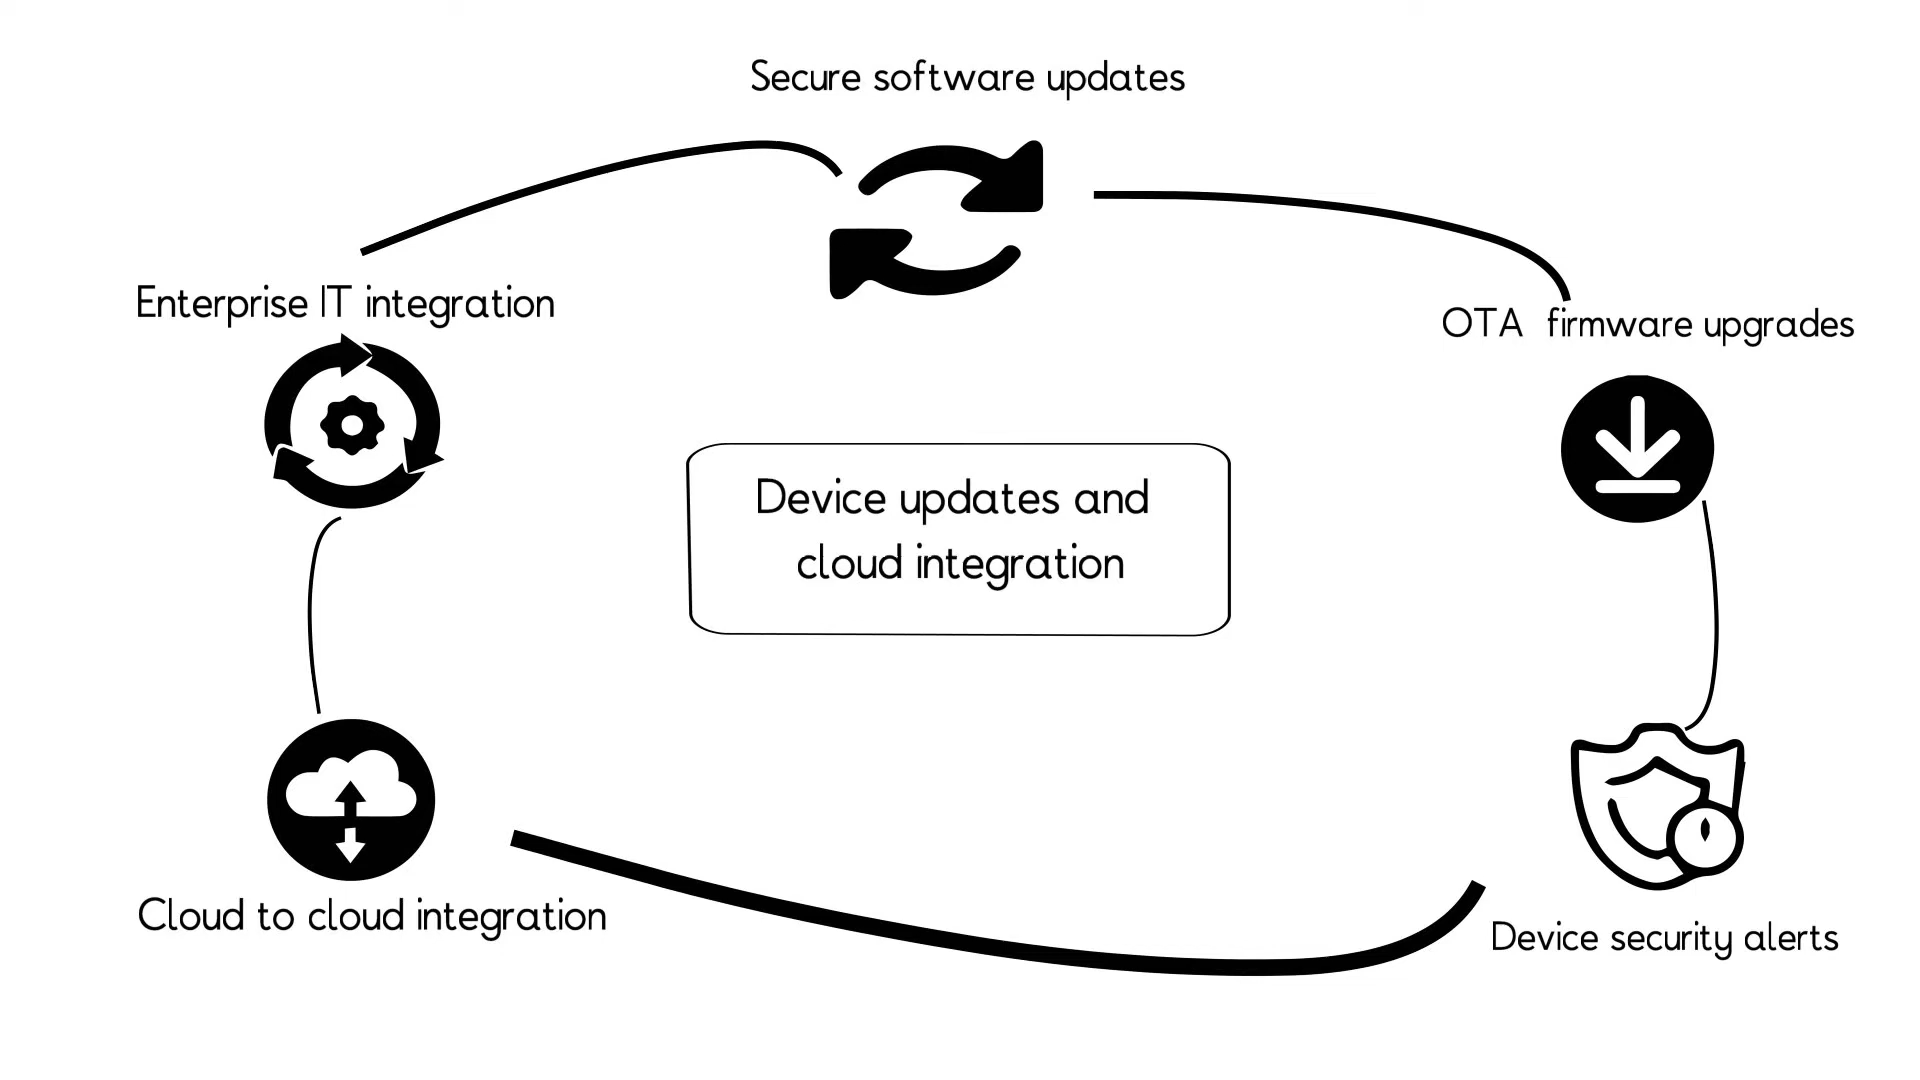 Secure software updates
Enterprise IT integration
OTA firmware upgrades
Device updates and
cloud integration
Cloud to cloud integration
Device security alerts